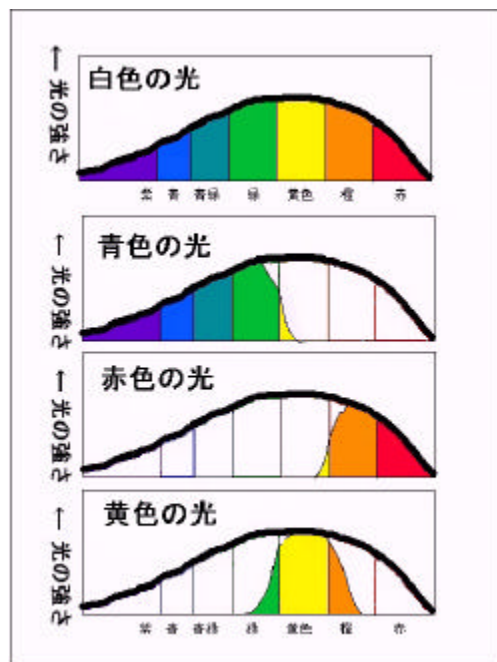 白色の光
← 光の強さ
紫 青 青緑 緑 黄色 橙 赤
青色の光
← 光の強さ
赤色の光
← 光の強さ
黄色の光
← 光の強さ
紫 青 青緑 緑 黄色 橙 赤